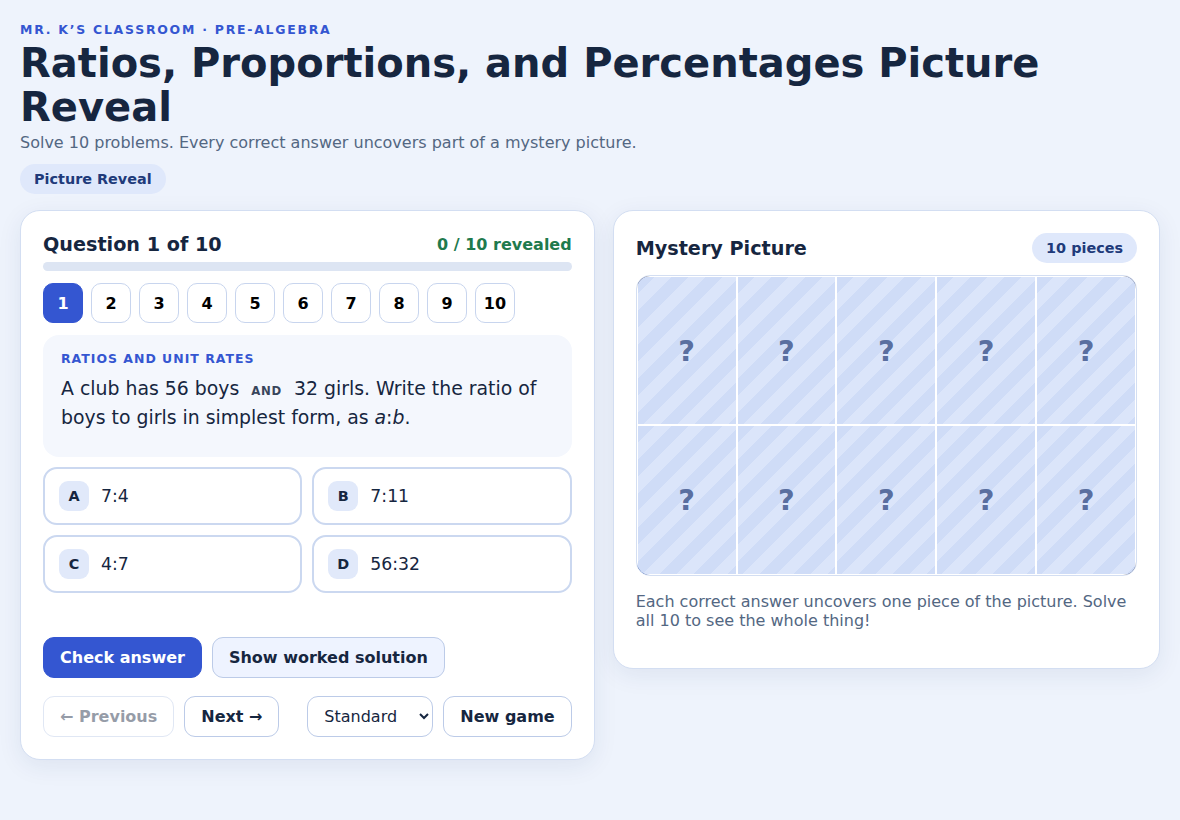 MR. K’S CLASSROOM · PRE-ALGEBRA
Ratios, Proportions, and Percentages Picture
Reveal
Solve 10 problems. Every correct answer uncovers part of a mystery picture.
Picture Reveal
Question 1 of 10
0 / 10 revealed
1 2 3 4 5 6 7 8 9 10
RATIOS AND UNIT RATES
A club has 56 boys AND 32 girls. Write the ratio of
boys to girls in simplest form, as a:b.
A 7:4
B 7:11
C 4:7
D 56:32
Check answer
Show worked solution
← Previous
Next →
Standard
New game
Mystery Picture
10 pieces
? ? ? ? ?
? ? ? ? ?
Each correct answer uncovers one piece of the picture. Solve
all 10 to see the whole thing!